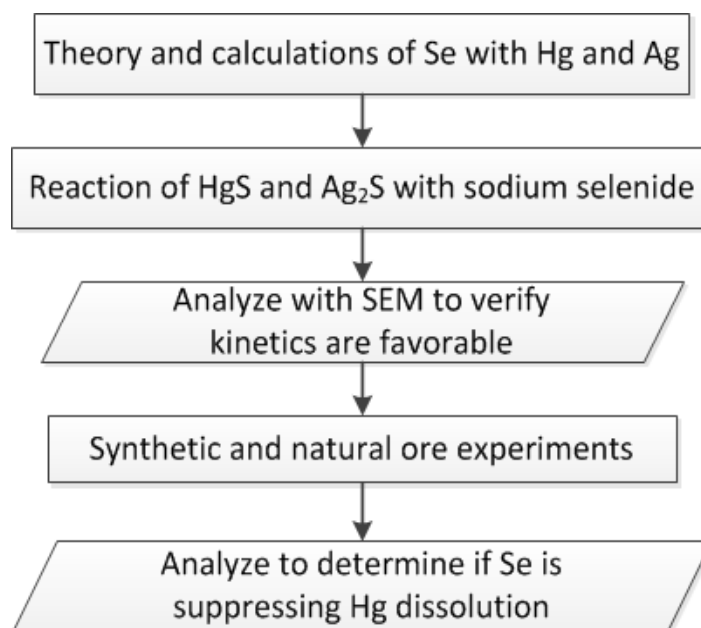 Theory and calculations of Se with Hg and Ag
Reaction of HgS and Ag₂S with sodium selenide
Analyze with SEM to verify
kinetics are favorable
Synthetic and natural ore experiments
Analyze to determine if Se is
suppressing Hg dissolution